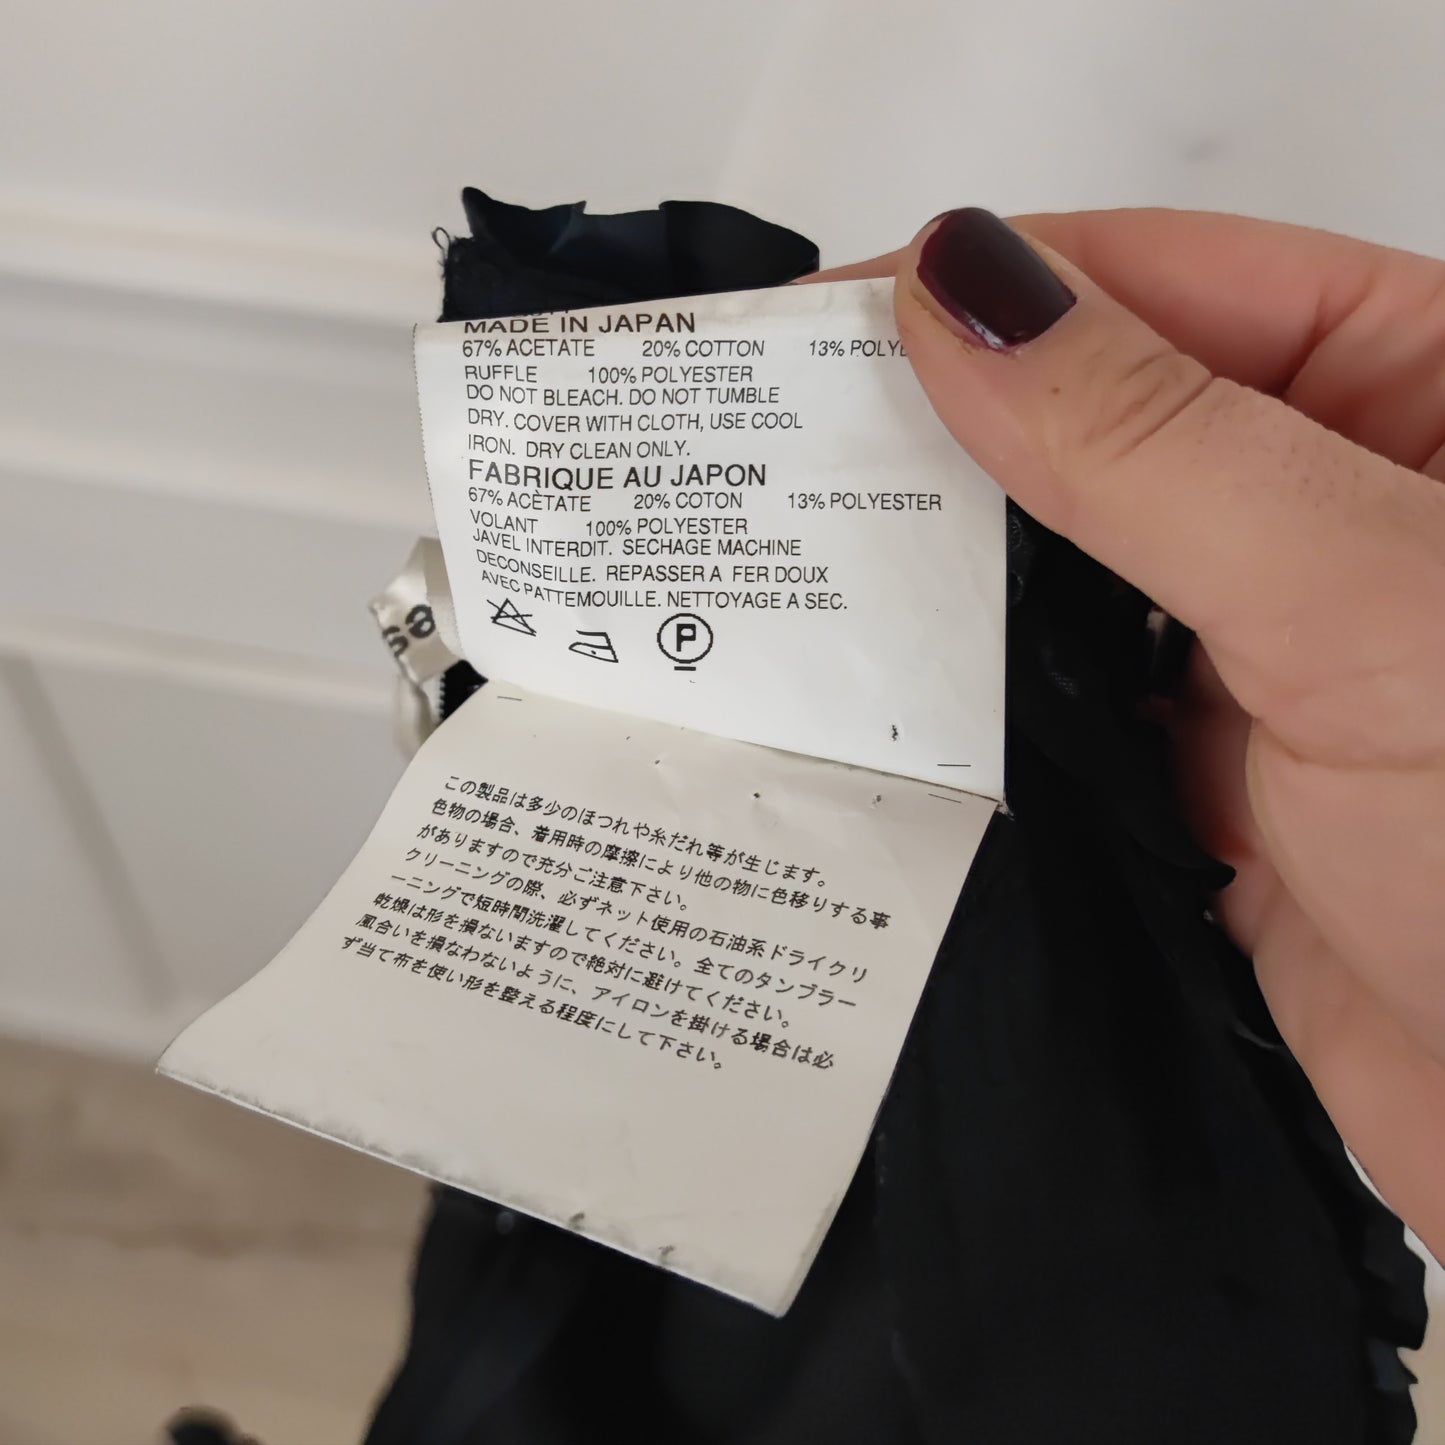 MADE IN JAPAN
67% ACETATE 20% COTTON 13% POLYE
RUFFLE 100% POLYESTER
DO NOT BLEACH. DO NOT TUMBLE
DRY. COVER WITH CLOTH, USE COOL
IRON. DRY CLEAN ONLY.
FABRIQUE AU JAPON
67% ACÈTATE 20% COTON 13% POLYESTER
VOLANT 100% POLYESTER
JAVEL INTERDIT. SECHAGE MACHINE
DECONSEILLE. REPASSER A FER DOUX
AVEC PATTEMOUILLE. NETTOYAGE A SEC.
P
sa
この製品は多少のほつれや糸だれ等が生じます。
色物の場合、着用時の摩擦により他の物に色移りする事
がありますので充分ご注意下さい。
クリーニングの際、必ずネット使用の石油系ドライクリ
ーニングで短時間洗濯してください。全てのタンブラー
乾燥は形を損ないますので絶対に避けてください。
風合いを損なわないように、アイロンを掛ける場合は必
ず当て布を使い形を整える程度にして下さい。